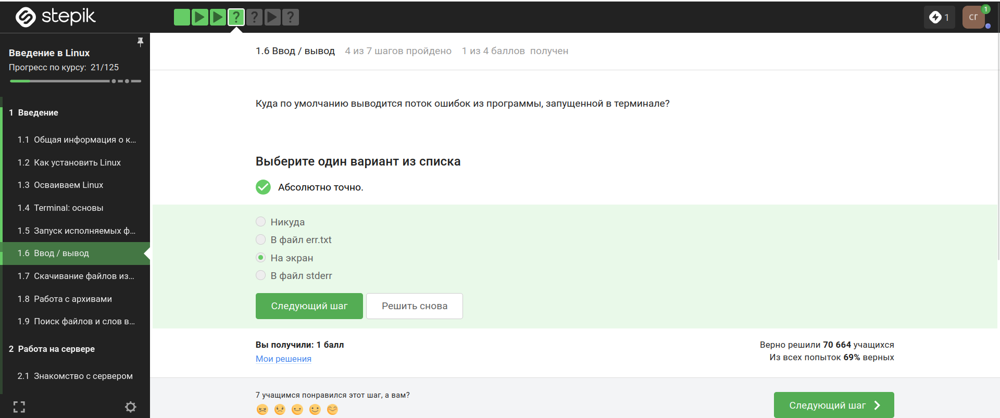 stepik
? ? ?
1
СГ
1
Введение в Linux
Прогресс по курсу: 21/125
1 Введение
1.1 Общая информация о к...
1.2 Как установить Linux
1.3 Осваиваем Linux
1.4 Terminal: основы
1.5 Запуск исполняемых ф...
1.6 Ввод / вывод
1.7 Скачивание файлов из...
1.8 Работа с архивами
1.9 Поиск файлов и слов в...
2 Работа на сервере
2.1 Знакомство с сервером
1.6 Ввод / вывод 4 из 7 шагов пройдено 1 из 4 баллов получен
Куда по умолчанию выводится поток ошибок из программы, запущенной в терминале?
Выберите один вариант из списка
Абсолютно точно.
Никуда
В файл err.txt
На экран
В файл stderr
Следующий шаг Решить снова
Вы получили: 1 балл
Мои решения
Верно решили 70 664 учащихся
Из всех попыток 69% верных
7 учащимся понравился этот шаг, а вам?
Следующий шаг